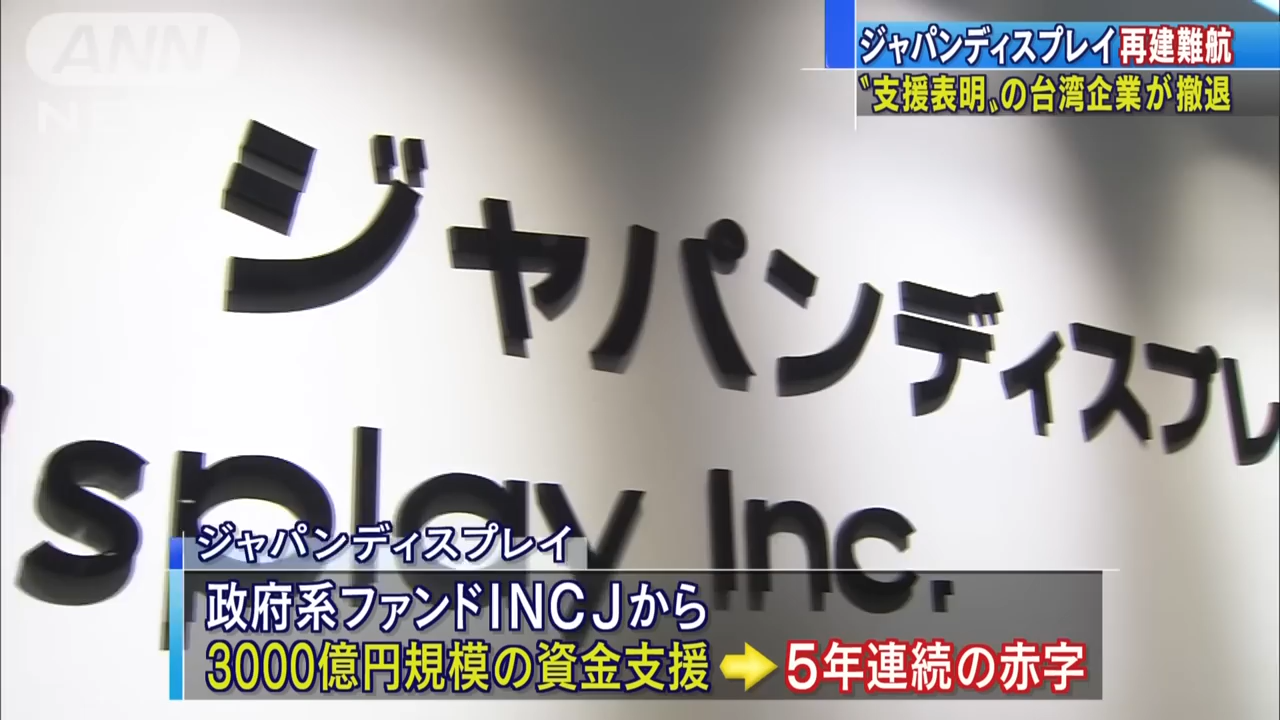 ANN
NEWS
ジャパンディスプレイ再建難航
〝支援表明〟の台湾企業が撤退
ジャパンディスプレ
splay Inc.
ジャパンディスプレイ
政府系ファンドINCJから
3000億円規模の資金支援➡5年連続の赤字